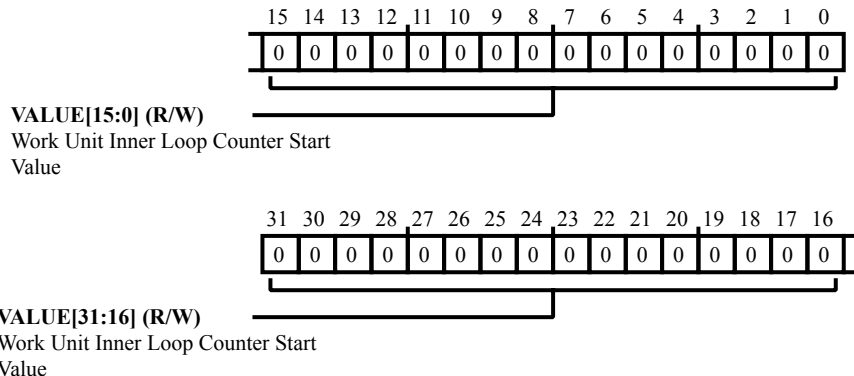 15 14 13 12 11 10 9 8 7 6 5 4 3 2 1 0
0 0 0 0 0 0 0 0 0 0 0 0 0 0 0 0
VALUE[15:0] (R/W)
Work Unit Inner Loop Counter Start
Value
31 30 29 28 27 26 25 24 23 22 21 20 19 18 17 16
0 0 0 0 0 0 0 0 0 0 0 0 0 0 0 0
VALUE[31:16] (R/W)
Work Unit Inner Loop Counter Start
Value